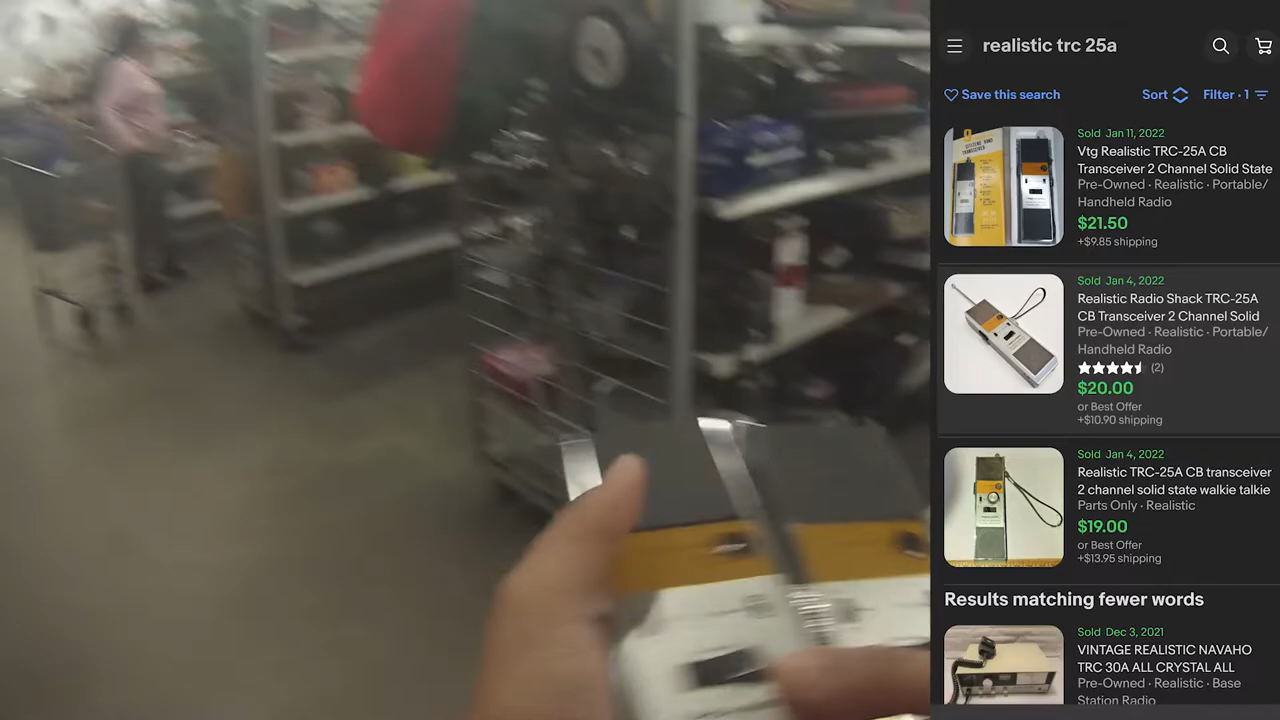 realistic trc 25a
Save this search
Sort
Filter · 1
Sold Jan 11, 2022
Vtg Realistic TRC-25A CB
Transceiver 2 Channel Solid State
Pre-Owned · Realistic · Portable/
Handheld Radio
$21.50
+$9.85 shipping
Sold Jan 4, 2022
Realistic Radio Shack TRC-25A
CB Transceiver 2 Channel Solid
Pre-Owned · Realistic · Portable/
Handheld Radio
(2)
$20.00
or Best Offer
+$10.90 shipping
Sold Jan 4, 2022
Realistic TRC-25A CB transceiver
2 channel solid state walkie talkie
Parts Only · Realistic
$19.00
or Best Offer
+$13.95 shipping
Results matching fewer words
Sold Dec 3, 2021
VINTAGE REALISTIC NAVAHO
TRC 30A ALL CRYSTAL ALL
Pre-Owned · Realistic · Base
Station Radio